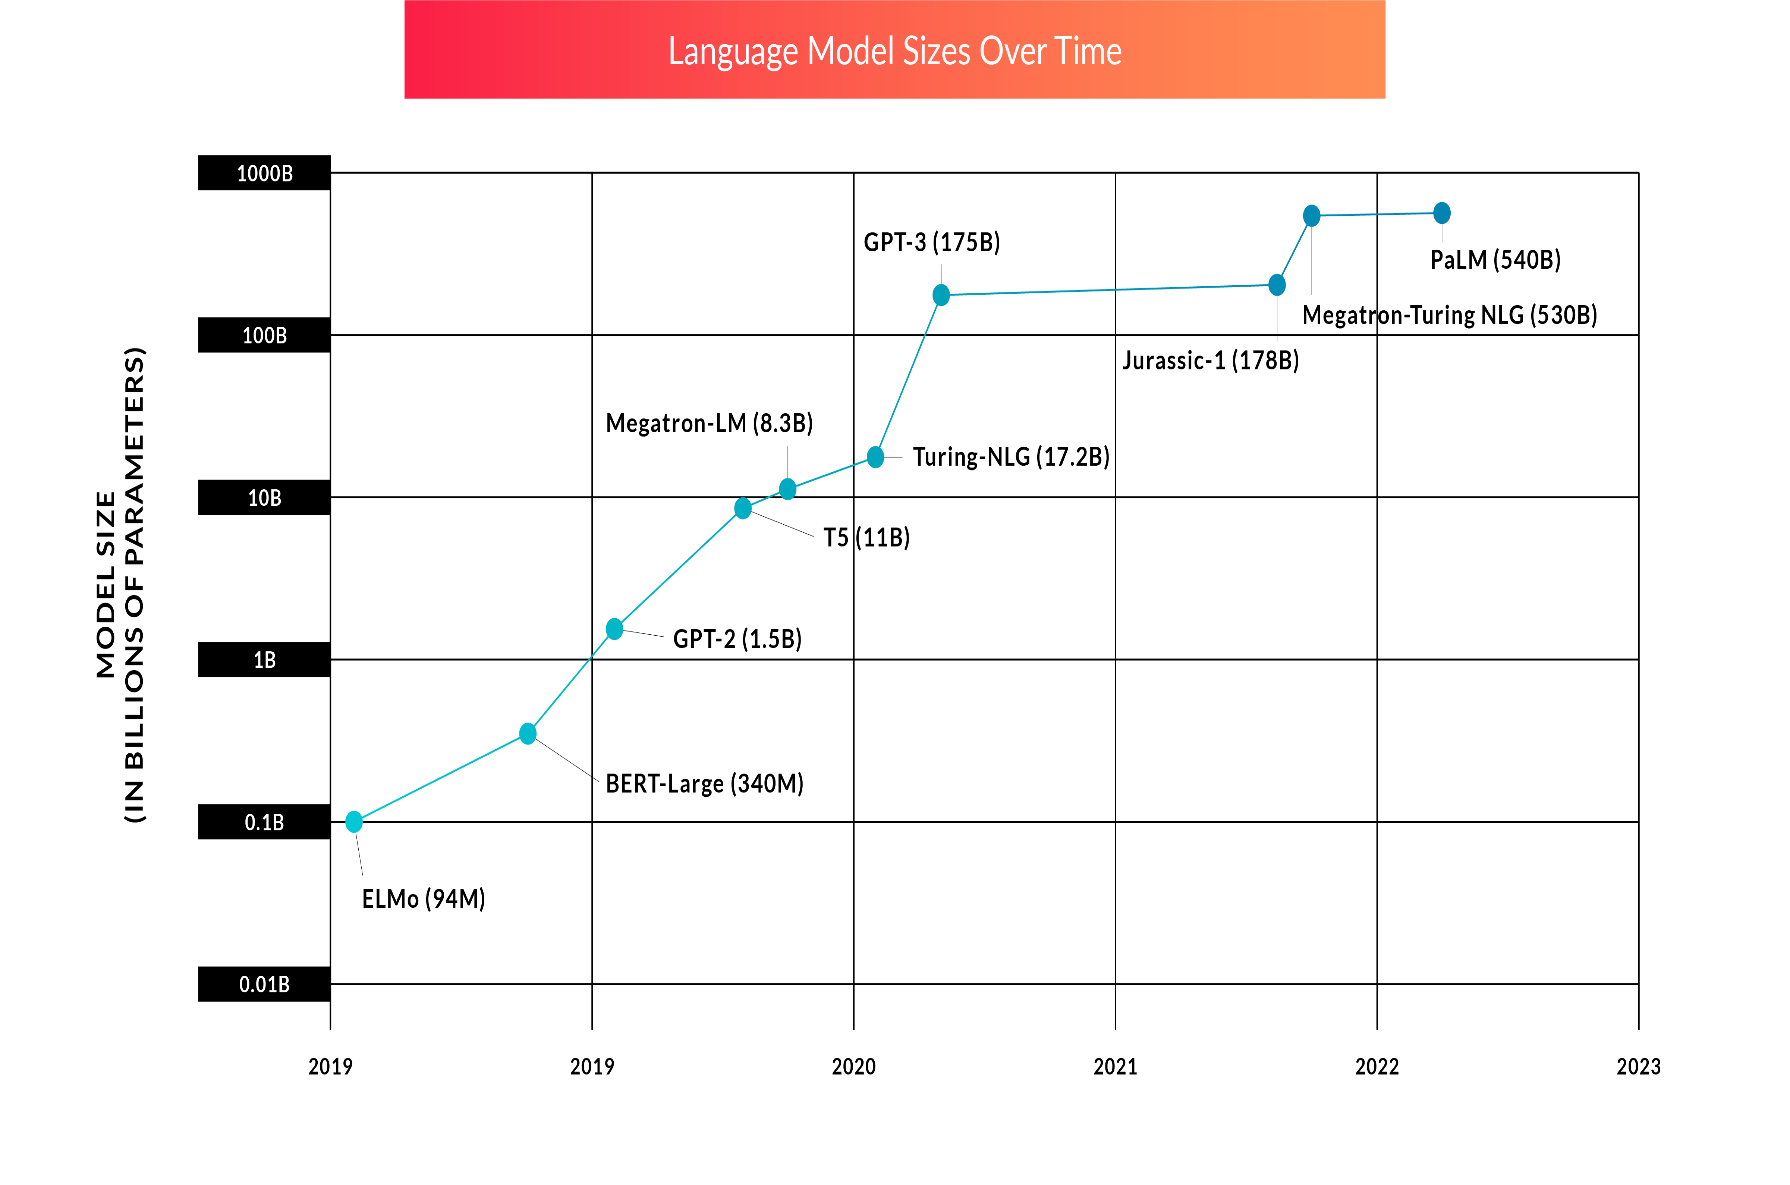 Language Model Sizes Over Time
MODEL SIZE
(IN BILLIONS OF PARAMETERS)
1000B
100B
10B
1B
0.1B
0.01B
GPT-3 (175B)
PaLM (540B)
Megatron-Turing NLG (530B)
Jurassic-1 (178B)
Megatron-LM (8.3B)
Turing-NLG (17.2B)
T5 (11B)
GPT-2 (1.5B)
BERT-Large (340M)
ELMo (94M)
2019
2019
2020
2021
2022
2023